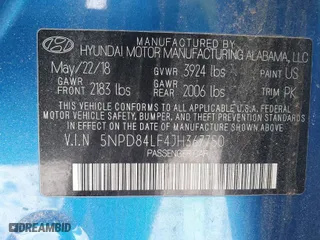 MANUFACTURED BY
HYUNDAI MOTOR MANUFACTURING ALABAMA, LLC
May/22/18 GVWR 3924 lbs PAINT US
GAWR FRONT 2183 lbs GAWR REAR 2006 lbs TRIM PK
THIS VEHICLE CONFORMS TO ALL APPLICABLE U.S.A. FEDERAL MOTOR
VEHICLE SAFETY, BUMPER, AND THEFT PREVENTION STANDARDS
IN EFFECT ON THE DATE OF MANUFACTURE SHOWN ABOVE.
V.I.N 5NPD84LF4JH367750
PASSENGER CAR
DREAMBID